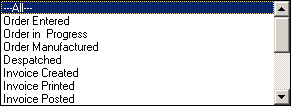 ---All---
Order Entered
Order in  Progress
Order Manufactured
Despatched
Invoice Created
Invoice Printed
Invoice Posted